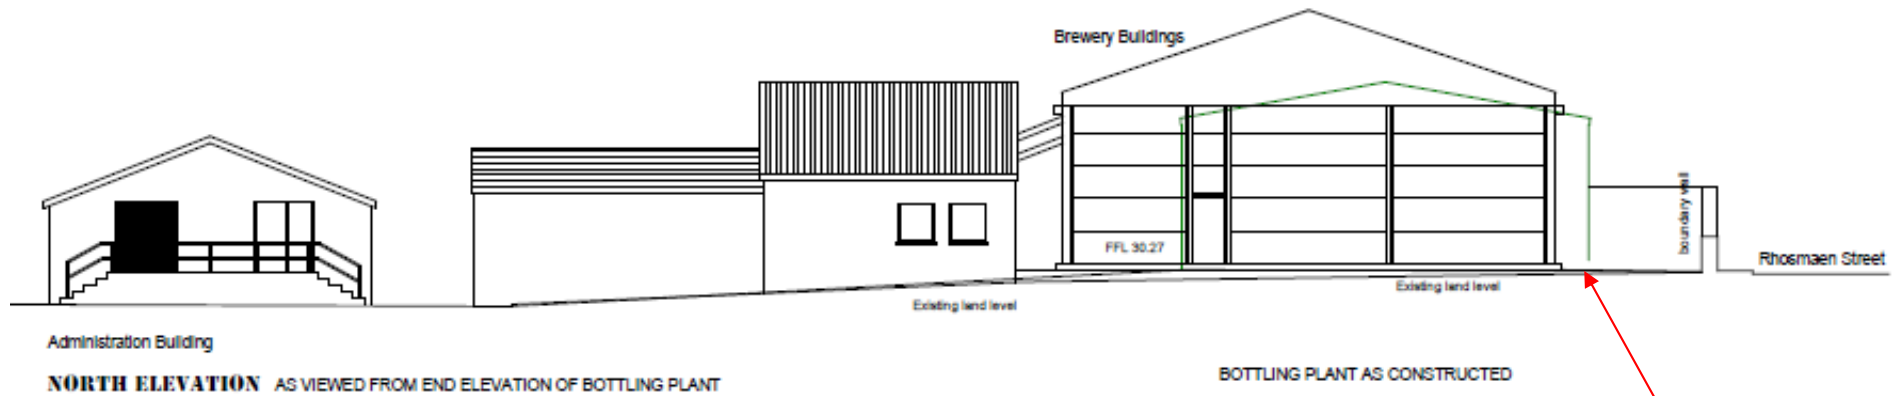 Brewery Buildings
boundary wall
FFL 30.27
Rhosmaen Street
Existing land level
Existing land level
Administration Building
NORTH ELEVATION AS VIEWED FROM END ELEVATION OF BOTTLING PLANT
BOTTLING PLANT AS CONSTRUCTED